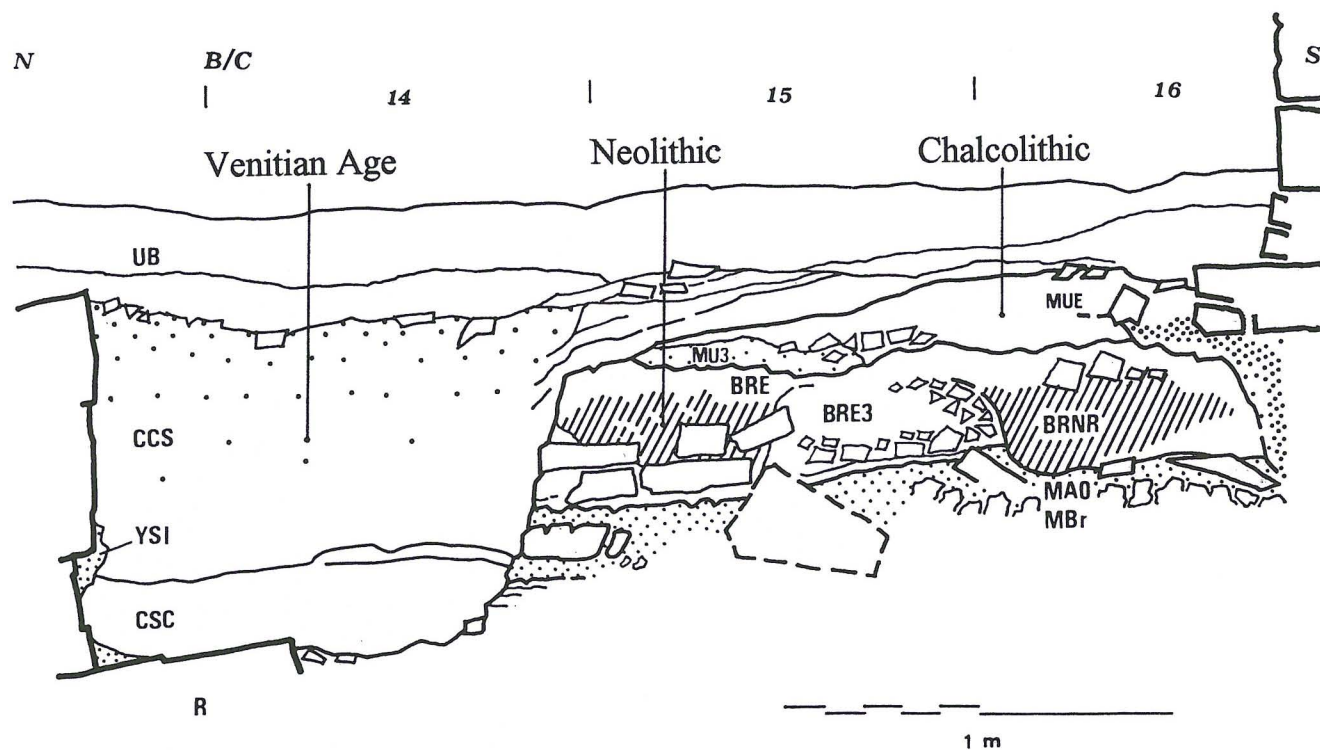 N B/C S
14 15 16
Venitian Age Neolithic Chalcolithic
UB
MUE
MU3
BRE
BRE3
CCS
BRNR
MA0
MBr
YSI
CSC
R
1 m